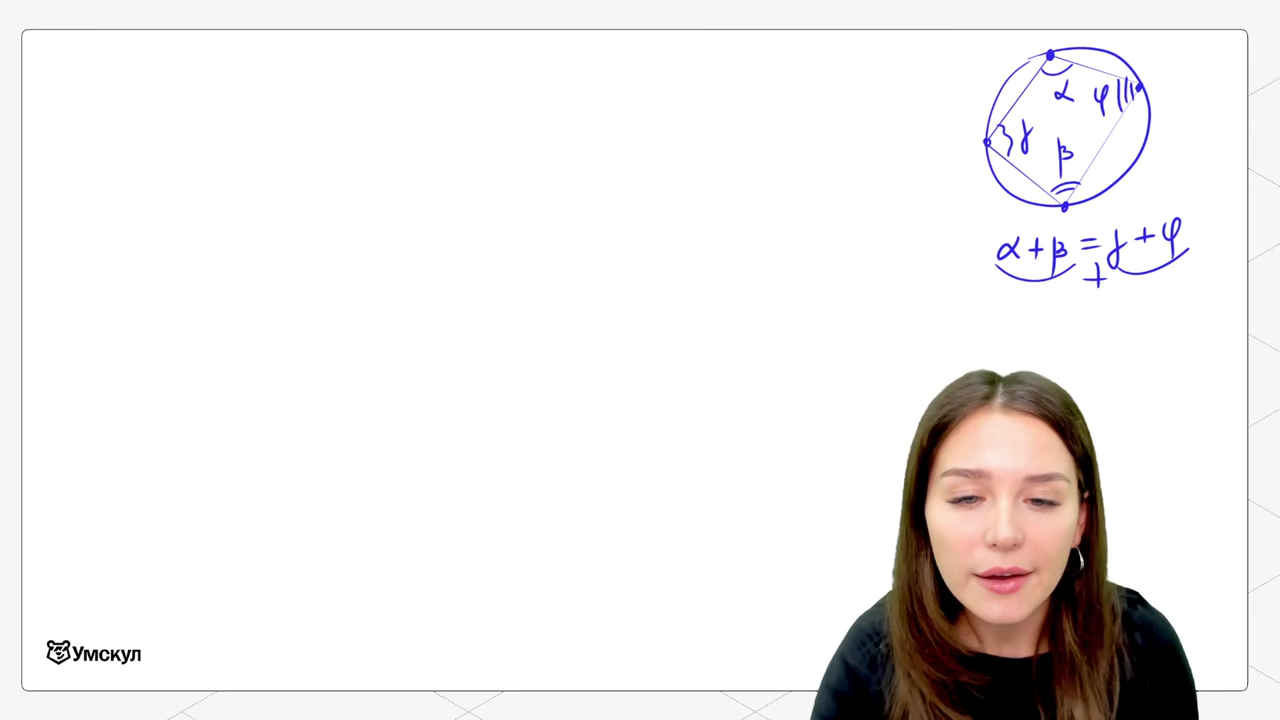 α
φ
γ
β
α + β = γ + φ
+
Умскул